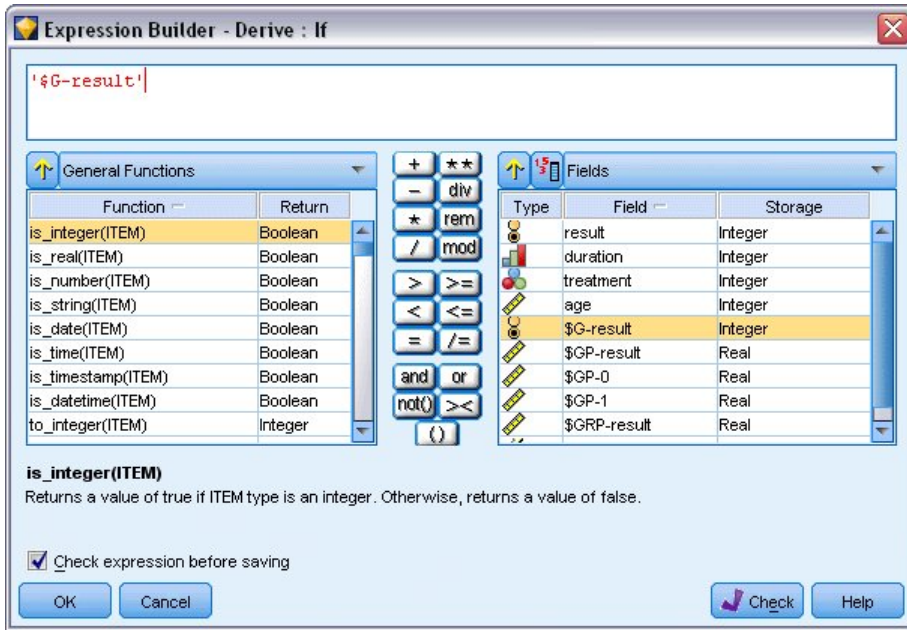 Expression Builder - Derive : If
'$G-result'
General Functions
Function Return
is_integer(ITEM) Boolean
is_real(ITEM) Boolean
is_number(ITEM) Boolean
is_string(ITEM) Boolean
is_date(ITEM) Boolean
is_time(ITEM) Boolean
is_timestamp(ITEM) Boolean
is_datetime(ITEM) Boolean
to_integer(ITEM) Integer
+ **
- div
* rem
/ mod
> >=
< <=
= /=
and or
not() ><
()
Fields
Type Field Storage
result Integer
duration Integer
treatment Integer
age Integer
$G-result Integer
$GP-result Real
$GP-0 Real
$GP-1 Real
$GRP-result Real
is_integer(ITEM)
Returns a value of true if ITEM type is an integer. Otherwise, returns a value of false.
Check expression before saving
OK Cancel Check Help